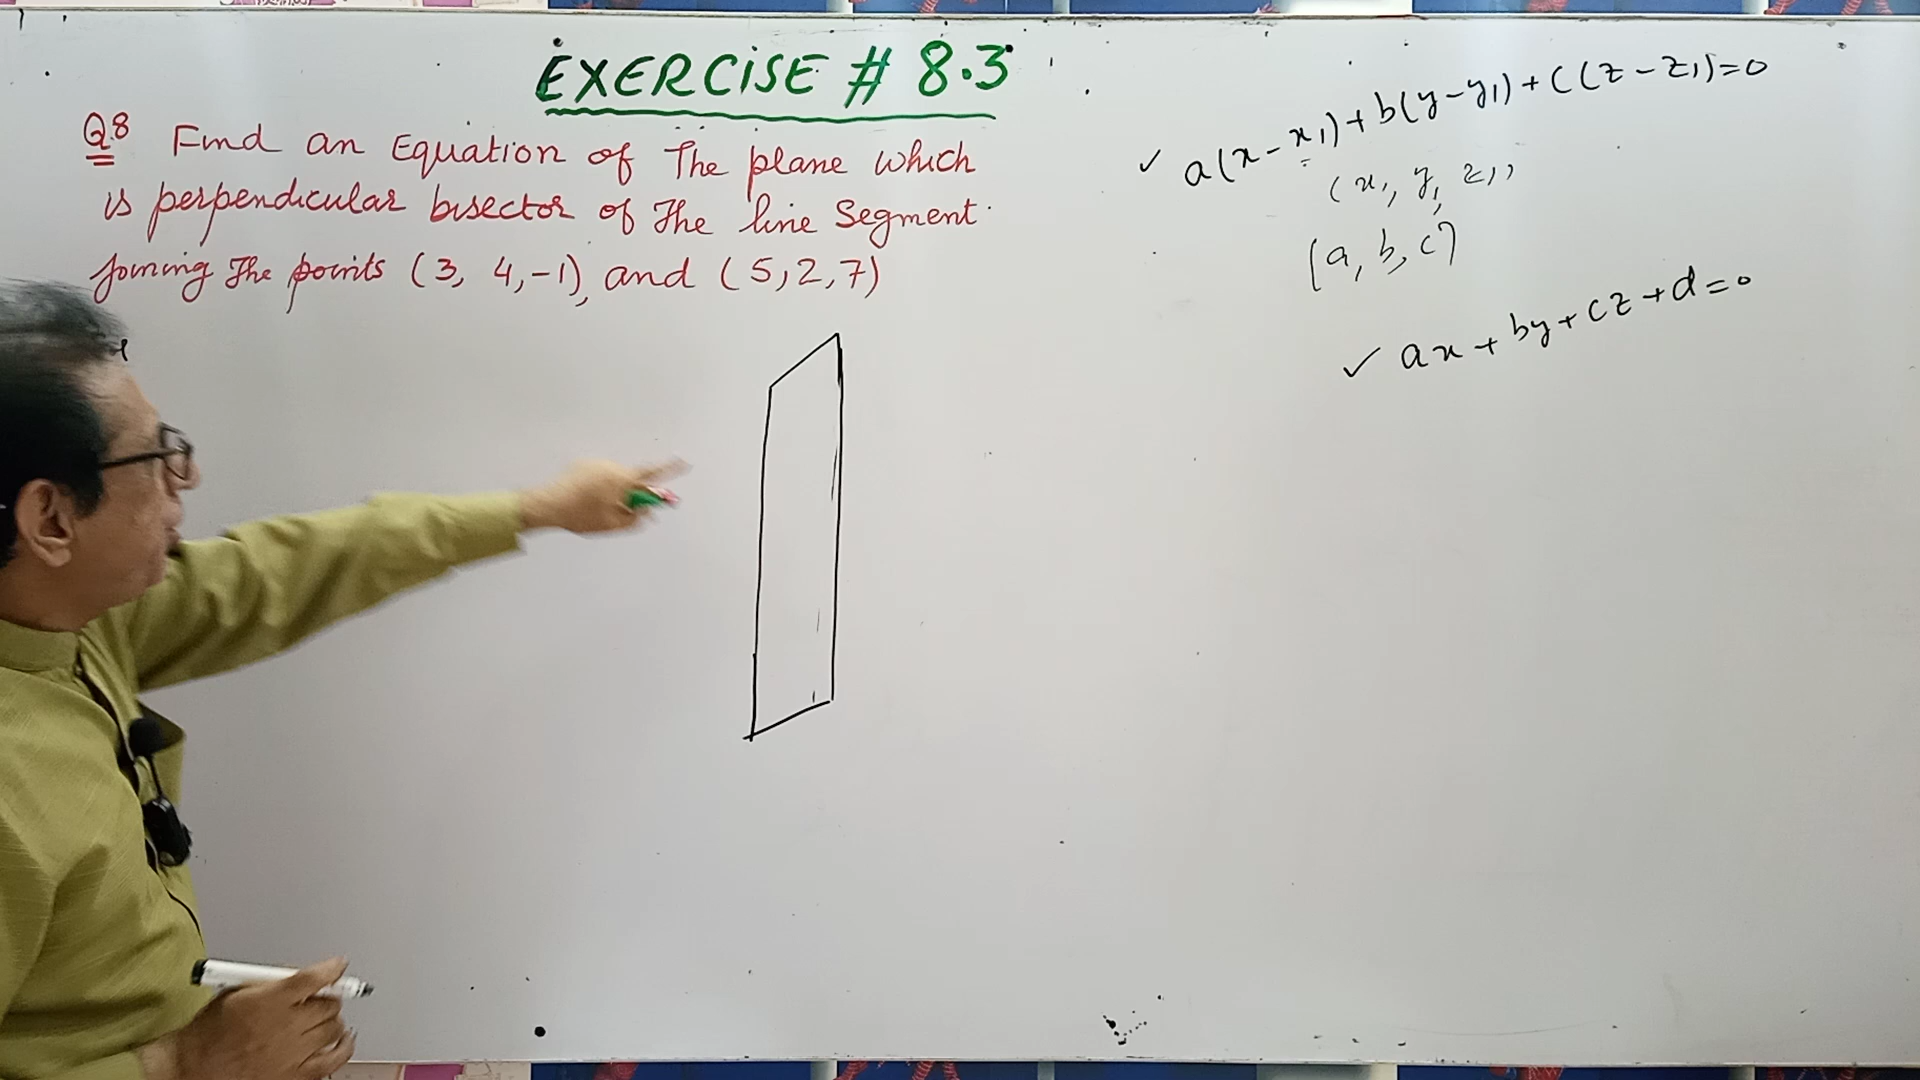 EXERCISE # 8.3
Q.8 Find an Equation of The plane which
is perpendicular bisector of The line Segment
Joining The points (3, 4, -1), and (5, 2, 7)
✓ a(x - x₁) + b(y - y₁) + c(z - z₁) = 0
(x₁, y₁, z₁)
(a, b, c)
✓ ax + by + cz + d = 0